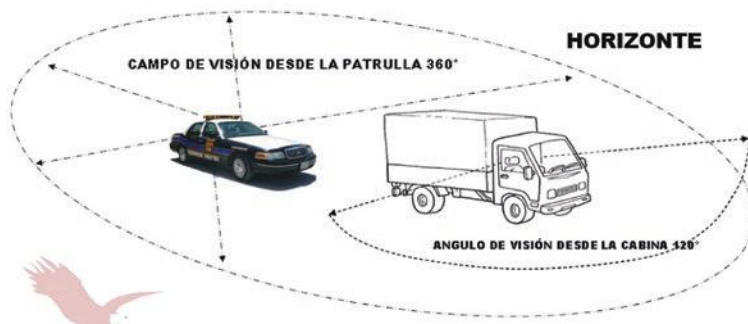 HORIZONTE
CAMPO DE VISIÓN DESDE LA PATRULLA 360°
ANGULO DE VISIÓN DESDE LA CABINA 120°